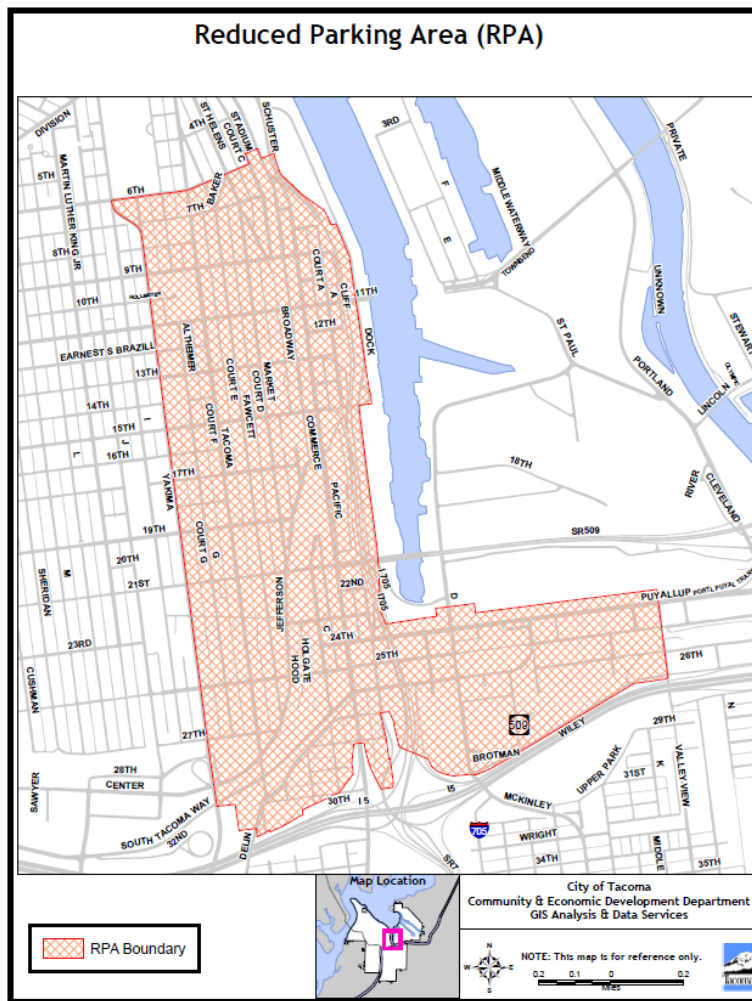 Reduced Parking Area (RPA)
DIVISION
4TH
ST HELENS
STADIUM
COURT C
SCHUSTER
3RD
PRIVATE
5TH
MARTIN LUTHER KING JR
6TH
BAKER
7TH
F
E
MIDDLE WATERWAY
8TH
9TH
TOWNSEND
UNKNOWN
10TH
COURT A
A
CLIFF
11TH
STEWART
EARNEST S BRAZILL
ALTHEIMER
BROADWAY
12TH
DOCK
ST PAUL
PORTLAND
LINCOLN
OLYMPIC
13TH
COURT E
MARKET
COURT D
FAWCETT
14TH
15TH
I
J
L
16TH
COURT F
TACOMA
COMMERCE
17TH
YAKIMA
PACIFIC
18TH
RIVER
CLEVELAND
19TH
COURT G
G
SR509
M
20TH
SHERIDAN
21ST
22ND
I 705
I705
D
JEFFERSON
PUYALLUP
23RD
C
24TH
HOLGATE
HOOD
25TH
26TH
CUSHMAN
509
27TH
BROTMAN
WILEY
N
29TH
28TH
CENTER
SAWYER
UPPER PARK
K
31ST
VALLEY VIEW
I5
SOUTH TACOMA WAY
30TH
I 5
MCKINLEY
32ND
DELIN
SR7
705
WRIGHT
34TH
MIDDLE
35TH
RPA Boundary
Map Location
City of Tacoma
Community & Economic Development Department
GIS Analysis & Data Services
N
W
E
S
NOTE: This map is for reference only.
0.2 0.1 0 0.2
Miles
Tacoma